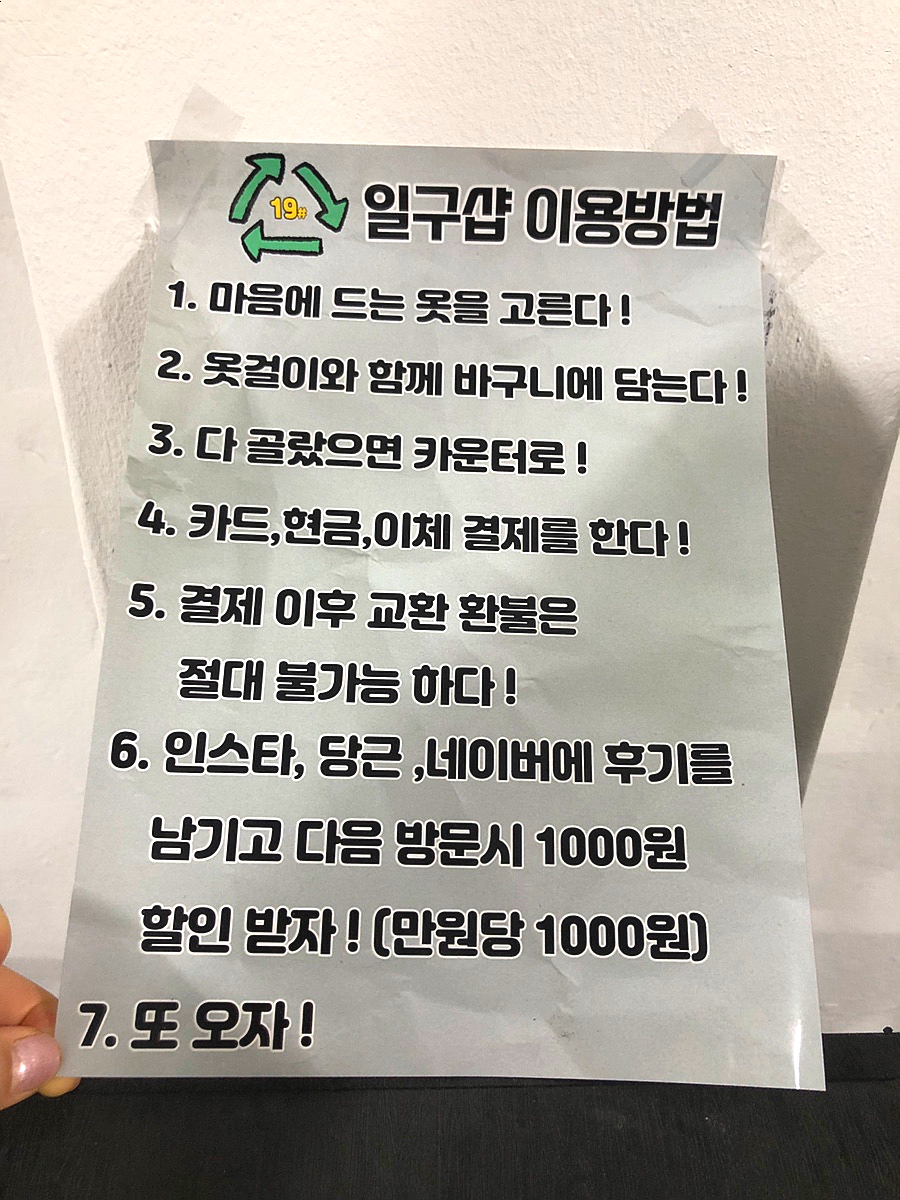 19#
일구샵 이용방법
1. 마음에 드는 옷을 고른다!
2. 옷걸이와 함께 바구니에 담는다!
3. 다 골랐으면 카운터로!
4. 카드,현금,이체 결제를 한다!
5. 결제 이후 교환 환불은
절대 불가능 하다!
6. 인스타, 당근 ,네이버에 후기를
남기고 다음 방문시 1000원
할인 받자! (만원당 1000원)
7. 또 오자!